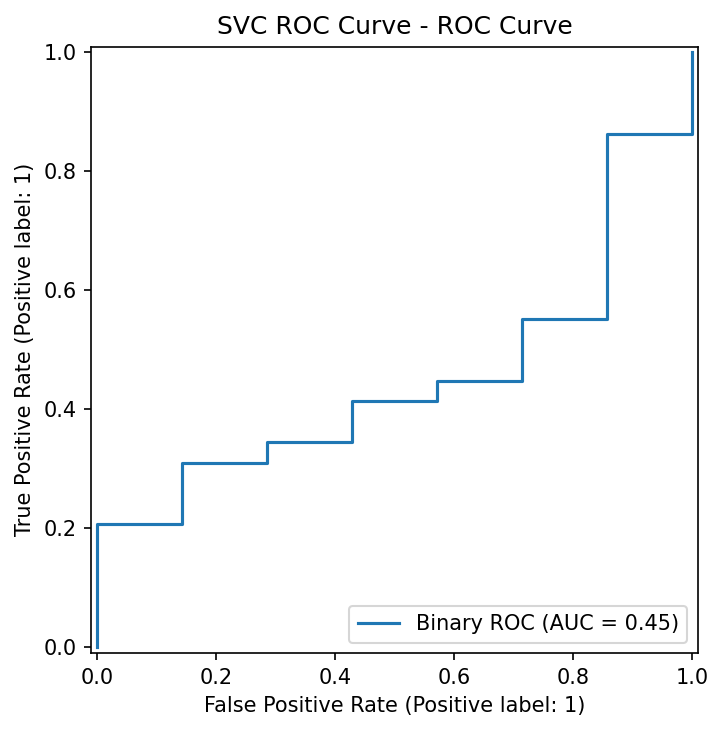 SVC ROC Curve - ROC Curve
True Positive Rate (Positive label: 1)
1.0
0.8
0.6
0.4
0.2
0.0
Binary ROC (AUC = 0.45)
0.0 0.2 0.4 0.6 0.8 1.0
False Positive Rate (Positive label: 1)